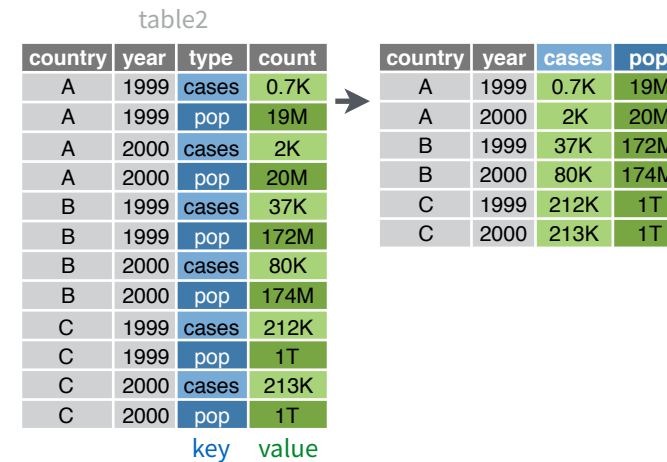 table2
country year type count
A 1999 cases 0.7K
A 1999 pop 19M
A 2000 cases 2K
A 2000 pop 20M
B 1999 cases 37K
B 1999 pop 172M
B 2000 cases 80K
B 2000 pop 174M
C 1999 cases 212K
C 1999 pop 1T
C 2000 cases 213K
C 2000 pop 1T
key value
country year cases pop
A 1999 0.7K 19M
A 2000 2K 20M
B 1999 37K 172M
B 2000 80K 174M
C 1999 212K 1T
C 2000 213K 1T